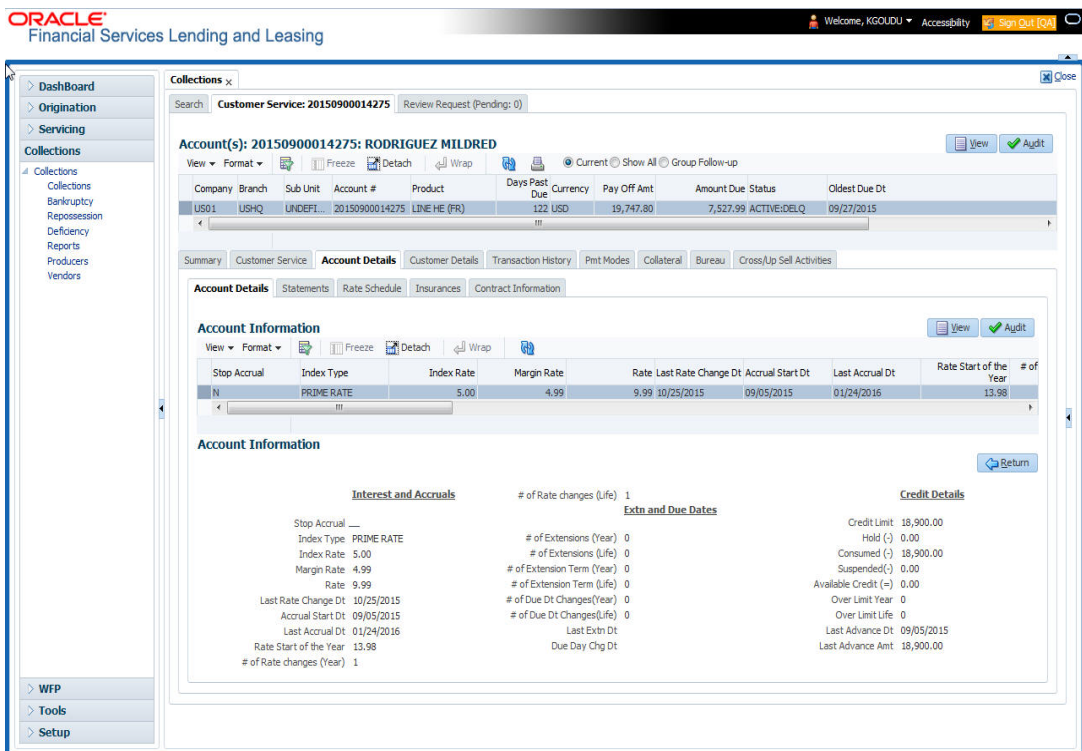 ORACLE®
Financial Services Lending and Leasing
Welcome, KGOUDU Accessibility Sign Out [QA]
Close
DashBoard
Origination
Servicing
Collections
Collections
Collections
Bankruptcy
Repossession
Deficiency
Reports
Producers
Vendors
WFP
Tools
Setup
Collections x
Search Customer Service: 20150900014275 Review Request (Pending: 0)
Account(s): 20150900014275: RODRIGUEZ MILDRED
View Audit
View Format Freeze Detach Wrap Current Show All Group Follow-up
Company Branch Sub Unit Account # Product Days Past Due Currency Pay Off Amt Amount Due Status Oldest Due Dt
US01 USHQ UNDEFI... 20150900014275 LINE HE (FR) 122 USD 19,747.80 7,527.99 ACTIVE:DELQ 09/27/2015
Summary Customer Service Account Details Customer Details Transaction History Pmt Modes Collateral Bureau Cross/Up Sell Activities
Account Details Statements Rate Schedule Insurances Contract Information
Account Information
View Audit
View Format Freeze Detach Wrap
Stop Accrual Index Type Index Rate Margin Rate Rate Last Rate Change Dt Accrual Start Dt Last Accrual Dt Rate Start of the Year # of
N PRIME RATE 5.00 4.99 9.99 10/25/2015 09/05/2015 01/24/2016 13.98
Account Information
Return
Interest and Accruals
Stop Accrual
Index Type PRIME RATE
Index Rate 5.00
Margin Rate 4.99
Rate 9.99
Last Rate Change Dt 10/25/2015
Accrual Start Dt 09/05/2015
Last Accrual Dt 01/24/2016
Rate Start of the Year 13.98
# of Rate changes (Year) 1
# of Rate changes (Life) 1
Extn and Due Dates
# of Extensions (Year) 0
# of Extensions (Life) 0
# of Extension Term (Year) 0
# of Extension Term (Life) 0
# of Due Dt Changes(Year) 0
# of Due Dt Changes(Life) 0
Last Extn Dt
Due Day Chg Dt
Credit Details
Credit Limit 18,900.00
Hold (-) 0.00
Consumed (-) 18,900.00
Suspended(-) 0.00
Available Credit (=) 0.00
Over Limit Year 0
Over Limit Life 0
Last Advance Dt 09/05/2015
Last Advance Amt 18,900.00